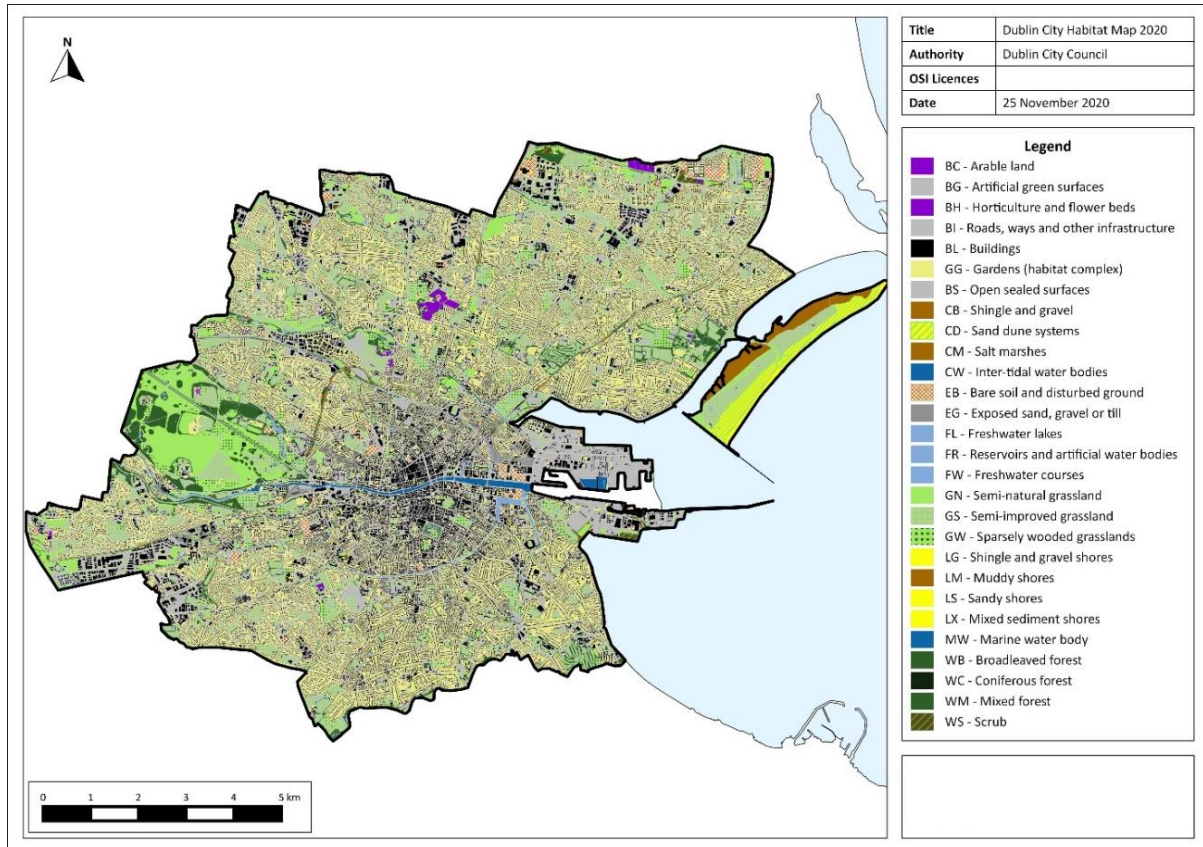 N
0 1 2 3 4 5 km
Title Dublin City Habitat Map 2020
Authority Dublin City Council
OSI Licences
Date 25 November 2020
Legend
BC - Arable land
BG - Artificial green surfaces
BH - Horticulture and flower beds
BI - Roads, ways and other infrastructure
BL - Buildings
GG - Gardens (habitat complex)
BS - Open sealed surfaces
CB - Shingle and gravel
CD - Sand dune systems
CM - Salt marshes
CW - Inter-tidal water bodies
EB - Bare soil and disturbed ground
EG - Exposed sand, gravel or till
FL - Freshwater lakes
FR - Reservoirs and artificial water bodies
FW - Freshwater courses
GN - Semi-natural grassland
GS - Semi-improved grassland
GW - Sparsely wooded grasslands
LG - Shingle and gravel shores
LM - Muddy shores
LS - Sandy shores
LX - Mixed sediment shores
MW - Marine water body
WB - Broadleaved forest
WC - Coniferous forest
WM - Mixed forest
WS - Scrub